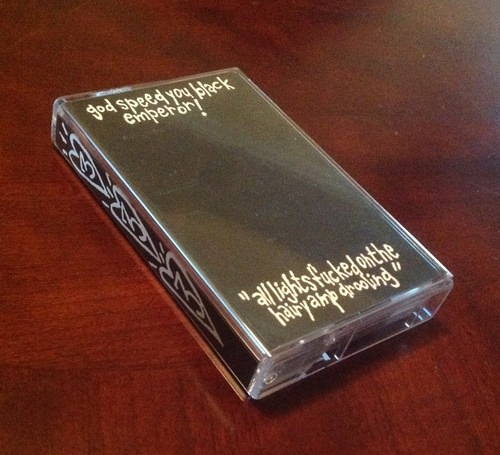 god speed you black
emperor!
"all lights fucked on the
hairy amp drooling"